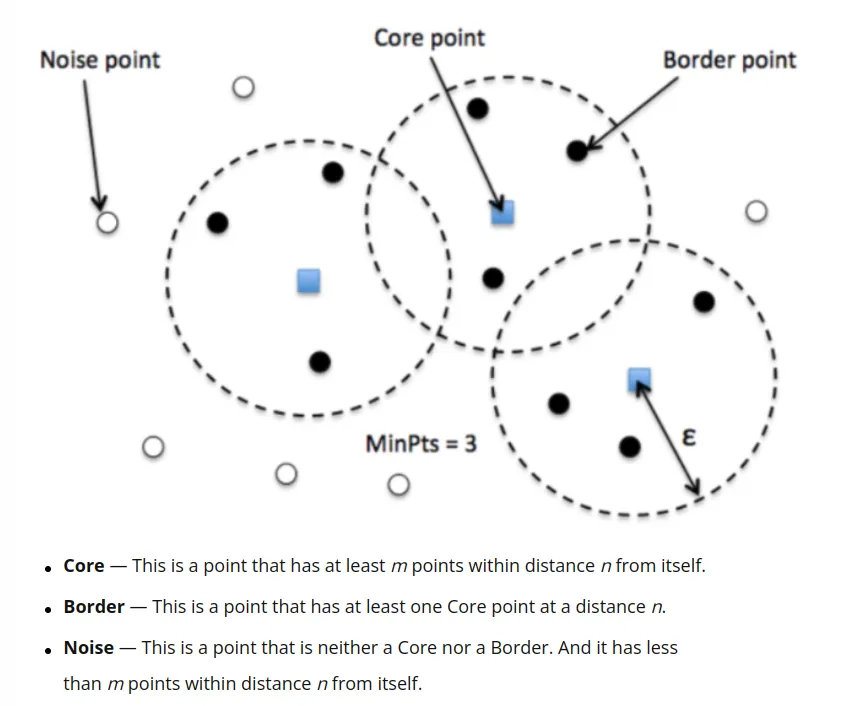 Core point
Noise point
Border point
ε
MinPts = 3
• Core — This is a point that has at least m points within distance n from itself.
• Border — This is a point that has at least one Core point at a distance n.
• Noise — This is a point that is neither a Core nor a Border. And it has less
than m points within distance n from itself.